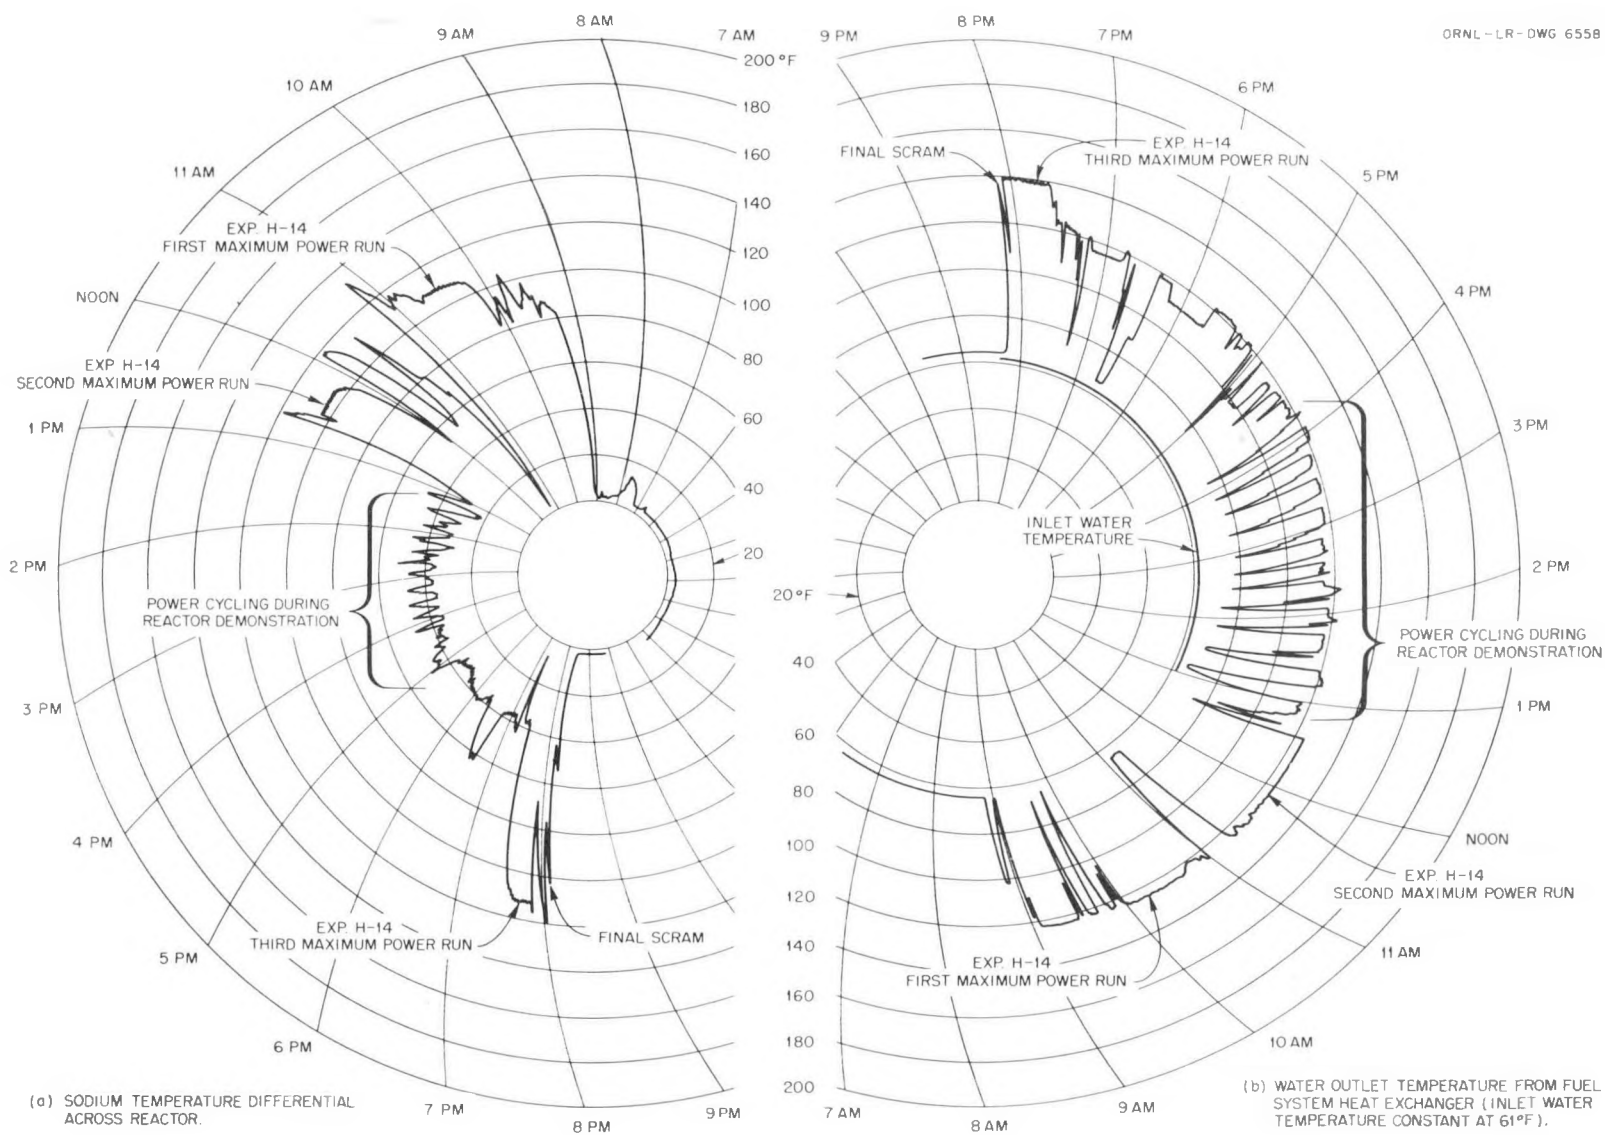 8 AM
9 AM
7 AM
9 PM
8 PM
7 PM
ORNL-LR-DWG 6558
200 °F
10 AM
6 PM
180
FINAL SCRAM
EXP. H-14
THIRD MAXIMUM POWER RUN
160
11 AM
5 PM
140
EXP. H-14
FIRST MAXIMUM POWER RUN
120
NOON
4 PM
100
EXP H-14
SECOND MAXIMUM POWER RUN
80
60
1 PM
3 PM
40
INLET WATER
TEMPERATURE
20
2 PM
2 PM
20°F
POWER CYCLING DURING
REACTOR DEMONSTRATION
POWER CYCLING DURING
REACTOR DEMONSTRATION
40
3 PM
1 PM
60
80
4 PM
100
NOON
EXP. H-14
SECOND MAXIMUM POWER RUN
120
EXP. H-14
THIRD MAXIMUM POWER RUN
FINAL SCRAM
140
5 PM
11 AM
EXP. H-14
FIRST MAXIMUM POWER RUN
160
180
6 PM
10 AM
200
(a) SODIUM TEMPERATURE DIFFERENTIAL
ACROSS REACTOR.
7 PM
8 PM
9 PM
7 AM
8 AM
9 AM
(b) WATER OUTLET TEMPERATURE FROM FUEL
SYSTEM HEAT EXCHANGER (INLET WATER
TEMPERATURE CONSTANT AT 61°F).